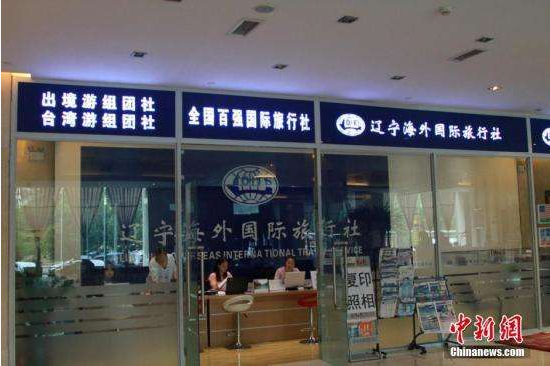 出境游组团社
台湾游组团社
全国百强国际旅行社
辽宁海外国际旅行社
辽宁海外国际旅行社
复印
照相
中新网
Chinanews.com